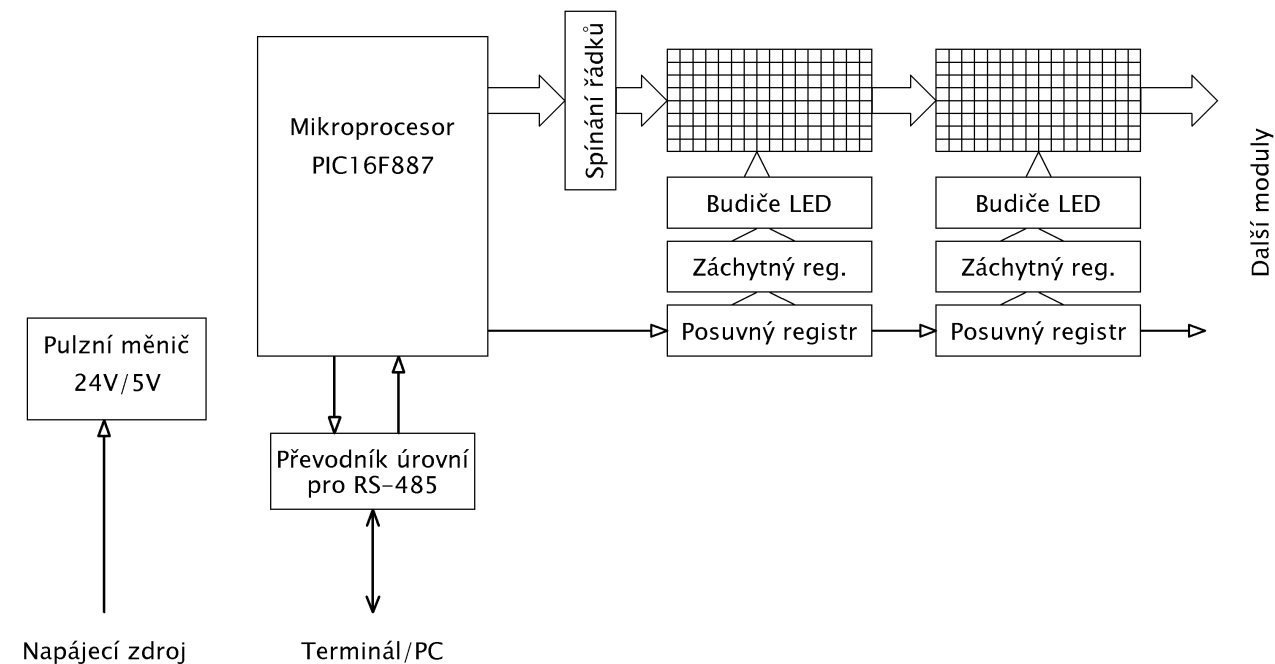 Mikroprocesor
PIC16F887
Spínání řádků
Budiče LED
Záchytný reg.
Posuvný registr
Budiče LED
Záchytný reg.
Posuvný registr
Další moduly
Pulzní měnič
24V/5V
Převodník úrovní
pro RS-485
Napájecí zdroj
Terminál/PC